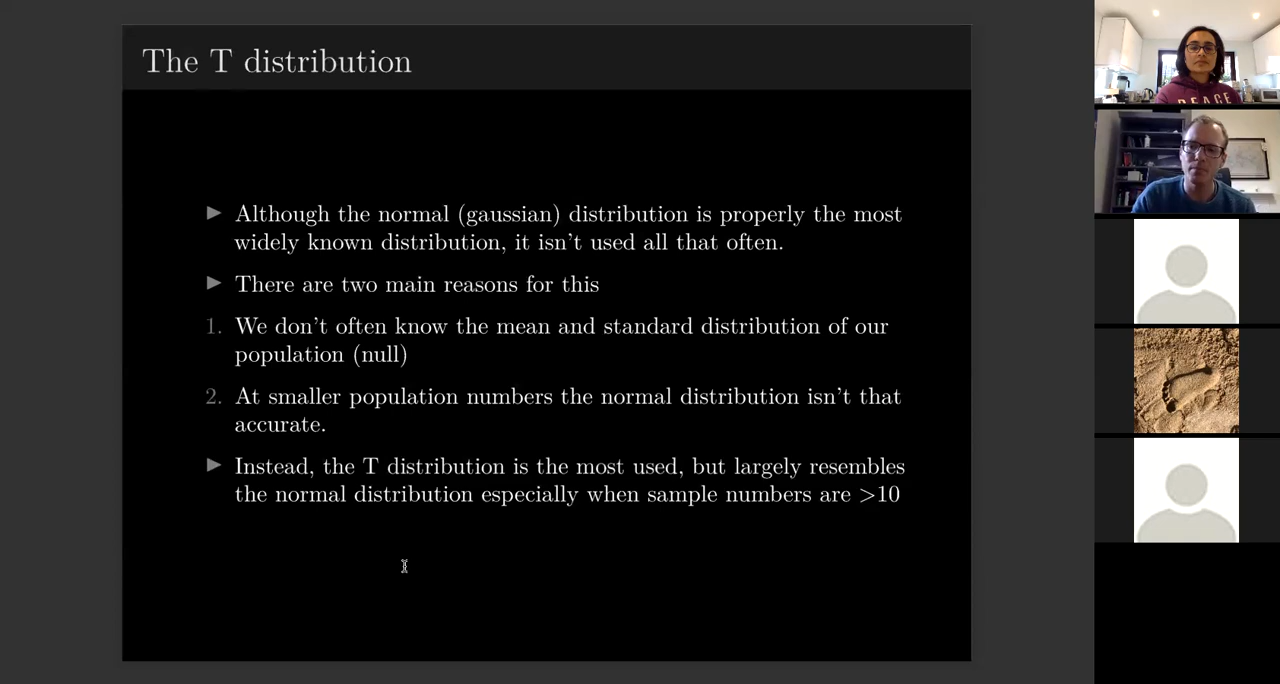 The T distribution
Although the normal (gaussian) distribution is properly the most
widely known distribution, it isn't used all that often.
There are two main reasons for this
1. We don't often know the mean and standard distribution of our
population (null)
2. At smaller population numbers the normal distribution isn't that
accurate.
Instead, the T distribution is the most used, but largely resembles
the normal distribution especially when sample numbers are >10
PEACE